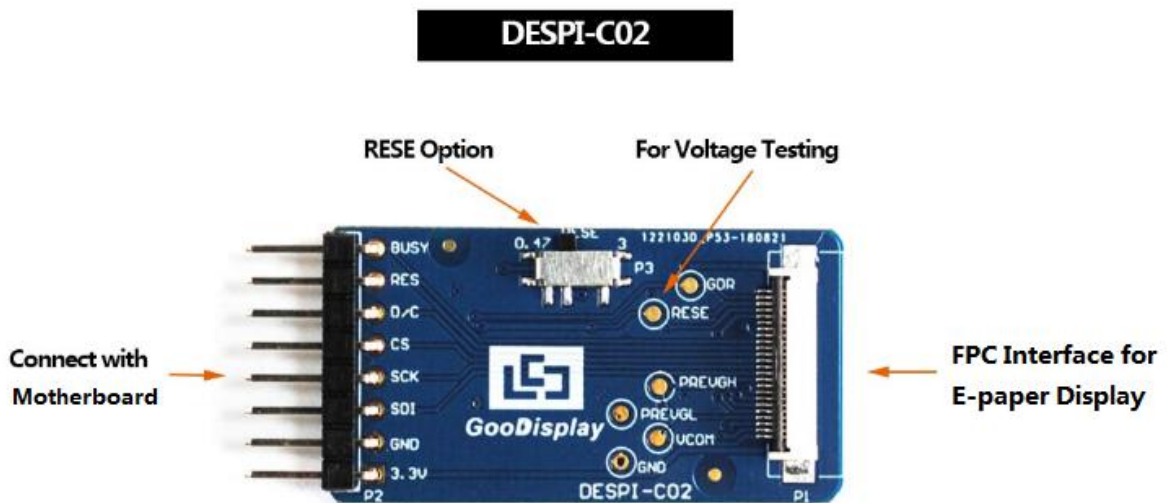 DESPI-C02
RESE Option
For Voltage Testing
RESE
0.47
3
1221030 P53-180821
P3
BUSY
RES
D/C
CS
SCK
SDI
GND
3.3V
P2
GDR
RESE
PREVGH
PREVGL
VCOM
GND
GooDisplay
DESPI-C02
P1
Connect with
Motherboard
FPC Interface for
E-paper Display